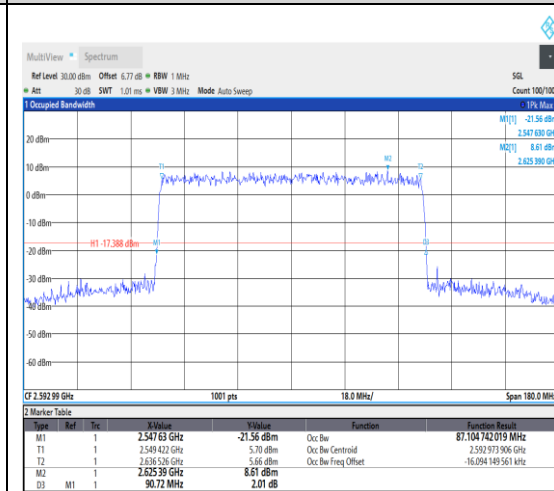 MultiView Spectrum
Ref Level 30.00 dBm Offset 6.77 dB RBW 1 MHz SGL
Att 30 dB SWT 1.01 ms VBW 3 MHz Mode Auto Sweep Count 100/100
1 Occupied Bandwidth 1Pk Max
M1[1] -21.56 dBm
2.547 630 GH
M2[1] 8.61 dBm
2.625 390 GH
20 dBm
10 dBm
0 dBm
-10 dBm
-20 dBm
-30 dBm
-40 dBm
-50 dBm
-60 dBm
T1
M2
T2
H1 -17.388 dBm
M1
D3
CF 2.592 99 GHz 1001 pts 18.0 MHz/ Span 180.0 MHz
2 Marker Table
Type Ref Trc X-Value Y-Value Function Function Result
M1 1 2.547 63 GHz -21.56 dBm Occ Bw 87.104 742 019 MHz
T1 1 2.549 422 GHz 5.70 dBm Occ Bw Centroid 2.592 973 906 GHz
T2 1 2.636 526 GHz 5.66 dBm Occ Bw Freq Offset -16.094 149 561 kHz
M2 1 2.625 39 GHz 8.61 dBm
D3 M1 1 90.72 MHz 2.01 dB